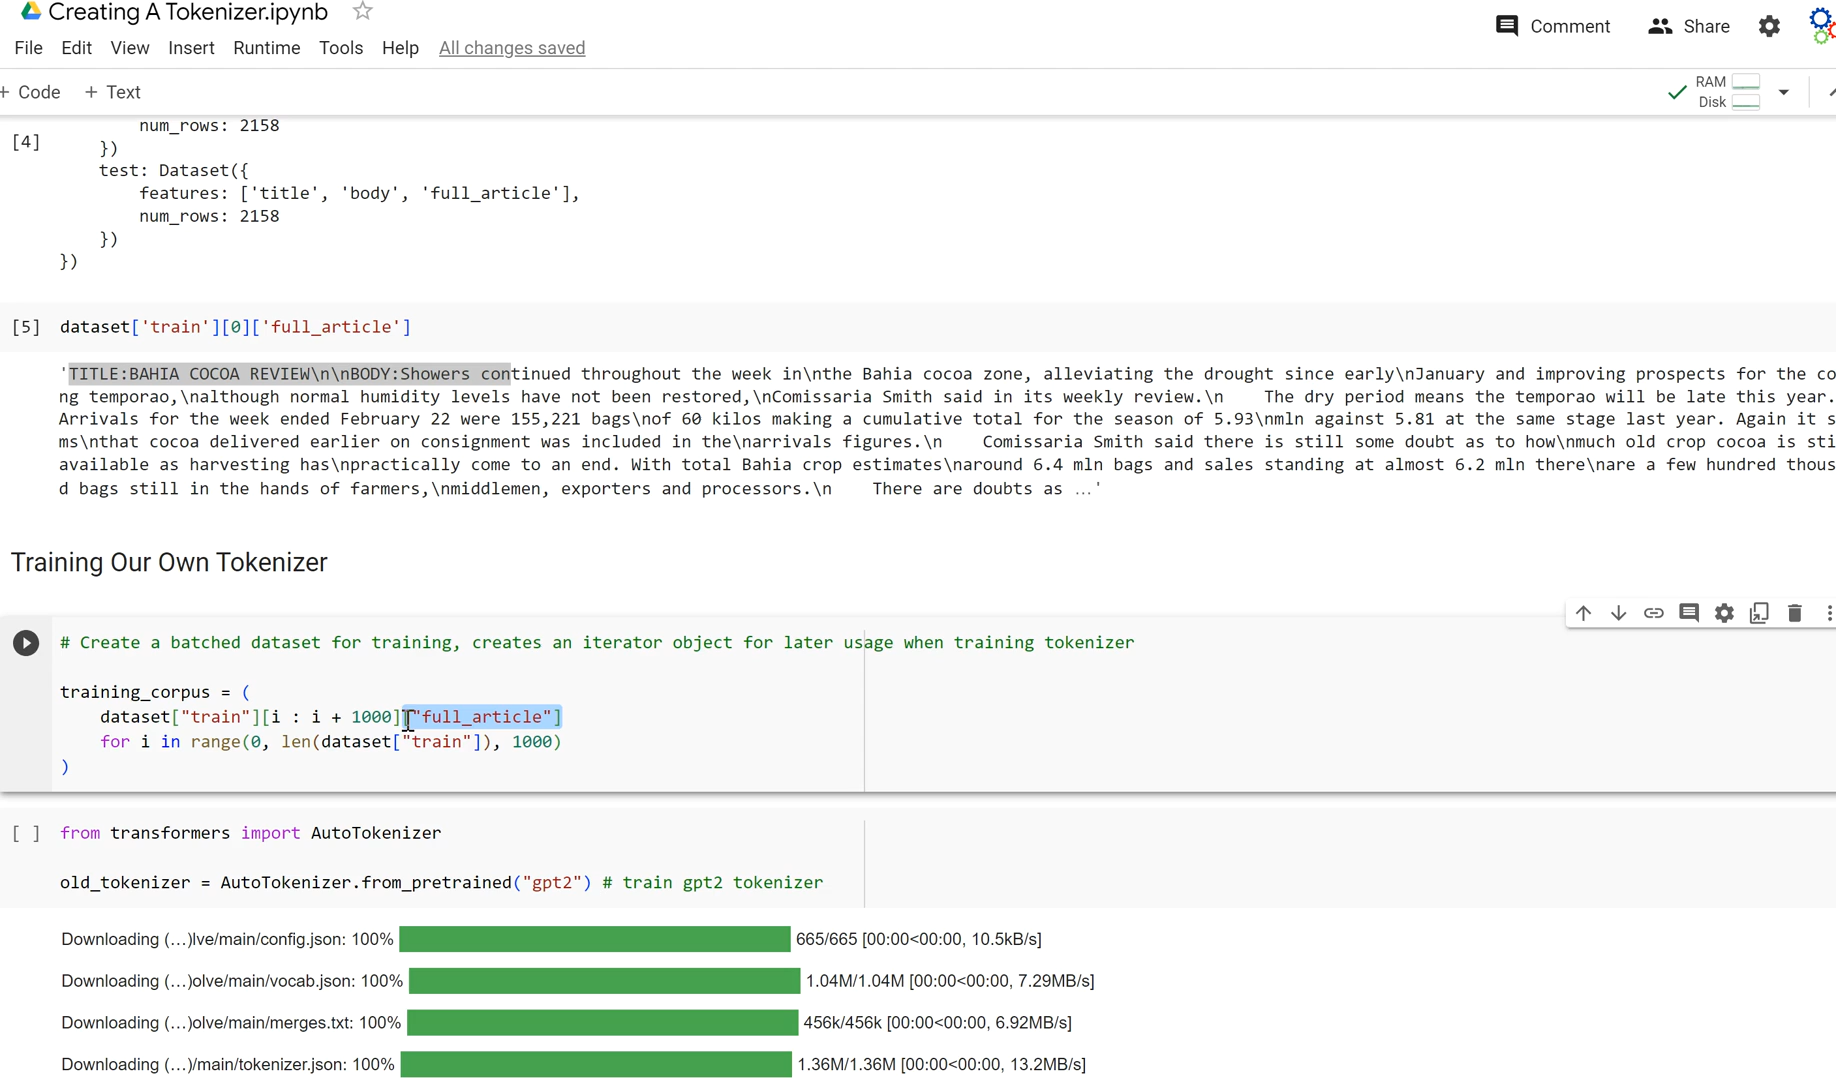 Creating A Tokenizer.ipynb
Comment Share
File Edit View Insert Runtime Tools Help All changes saved
+ Code + Text
RAM
Disk
num_rows: 2158
[4]
})
test: Dataset({
features: ['title', 'body', 'full_article'],
num_rows: 2158
})
})
[5] dataset['train'][0]['full_article']
'TITLE:BAHIA COCOA REVIEW\n\nBODY:Showers continued throughout the week in\nthe Bahia cocoa zone, alleviating the drought since early\nJanuary and improving prospects for the co
ng temporao,\nalthough normal humidity levels have not been restored,\nComissaria Smith said in its weekly review.\n    The dry period means the temporao will be late this year.
Arrivals for the week ended February 22 were 155,221 bags\nof 60 kilos making a cumulative total for the season of 5.93\nmln against 5.81 at the same stage last year. Again it s
ms\nthat cocoa delivered earlier on consignment was included in the\narrivals figures.\n    Comissaria Smith said there is still some doubt as to how\nmuch old crop cocoa is sti
available as harvesting has\npractically come to an end. With total Bahia crop estimates\naround 6.4 mln bags and sales standing at almost 6.2 mln there\nare a few hundred thous
d bags still in the hands of farmers,\nmiddlemen, exporters and processors.\n    There are doubts as …'
Training Our Own Tokenizer
# Create a batched dataset for training, creates an iterator object for later usage when training tokenizer
training_corpus = (
dataset["train"][i : i + 1000]["full_article"]
for i in range(0, len(dataset["train"]), 1000)
)
[ ] from transformers import AutoTokenizer
old_tokenizer = AutoTokenizer.from_pretrained("gpt2") # train gpt2 tokenizer
Downloading (…)lve/main/config.json: 100% 665/665 [00:00<00:00, 10.5kB/s]
Downloading (…)olve/main/vocab.json: 100% 1.04M/1.04M [00:00<00:00, 7.29MB/s]
Downloading (…)olve/main/merges.txt: 100% 456k/456k [00:00<00:00, 6.92MB/s]
Downloading (…)/main/tokenizer.json: 100% 1.36M/1.36M [00:00<00:00, 13.2MB/s]